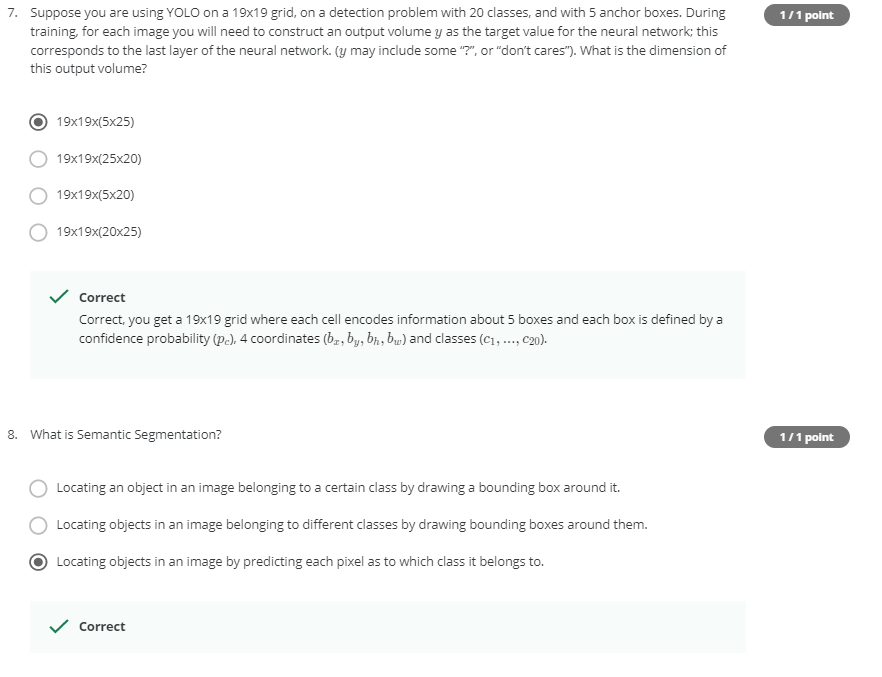 7. Suppose you are using YOLO on a 19x19 grid, on a detection problem with 20 classes, and with 5 anchor boxes. During
1 / 1 point
training, for each image you will need to construct an output volume y as the target value for the neural network; this
corresponds to the last layer of the neural network. (y may include some "?", or "don't cares"). What is the dimension of
this output volume?
19x19x(5x25)
19x19x(25x20)
19x19x(5x20)
19x19x(20x25)
Correct
Correct, you get a 19x19 grid where each cell encodes information about 5 boxes and each box is defined by a
confidence probability (p_c), 4 coordinates (b_x, b_y, b_h, b_w) and classes (c_1, ..., c_20).
8. What is Semantic Segmentation?
1 / 1 point
Locating an object in an image belonging to a certain class by drawing a bounding box around it.
Locating objects in an image belonging to different classes by drawing bounding boxes around them.
Locating objects in an image by predicting each pixel as to which class it belongs to.
Correct